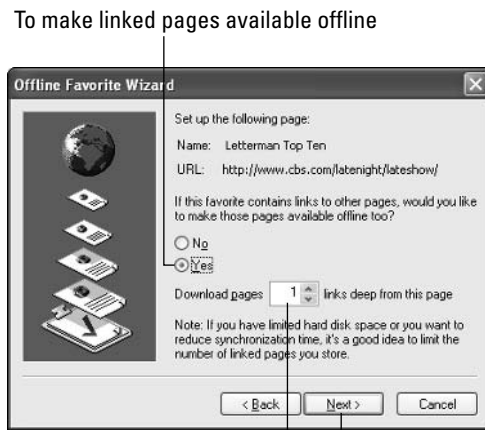 To make linked pages available offline
Offline Favorite Wizard
Set up the following page:
Name: Letterman Top Ten
URL: http://www.cbs.com/latenight/lateshow/
If this favorite contains links to other pages, would you like
to make those pages available offline too?
No
Yes
Download pages 1 links deep from this page
Note: If you have limited hard disk space or you want to
reduce synchronization time, it's a good idea to limit the
number of linked pages you store.
< Back Next > Cancel